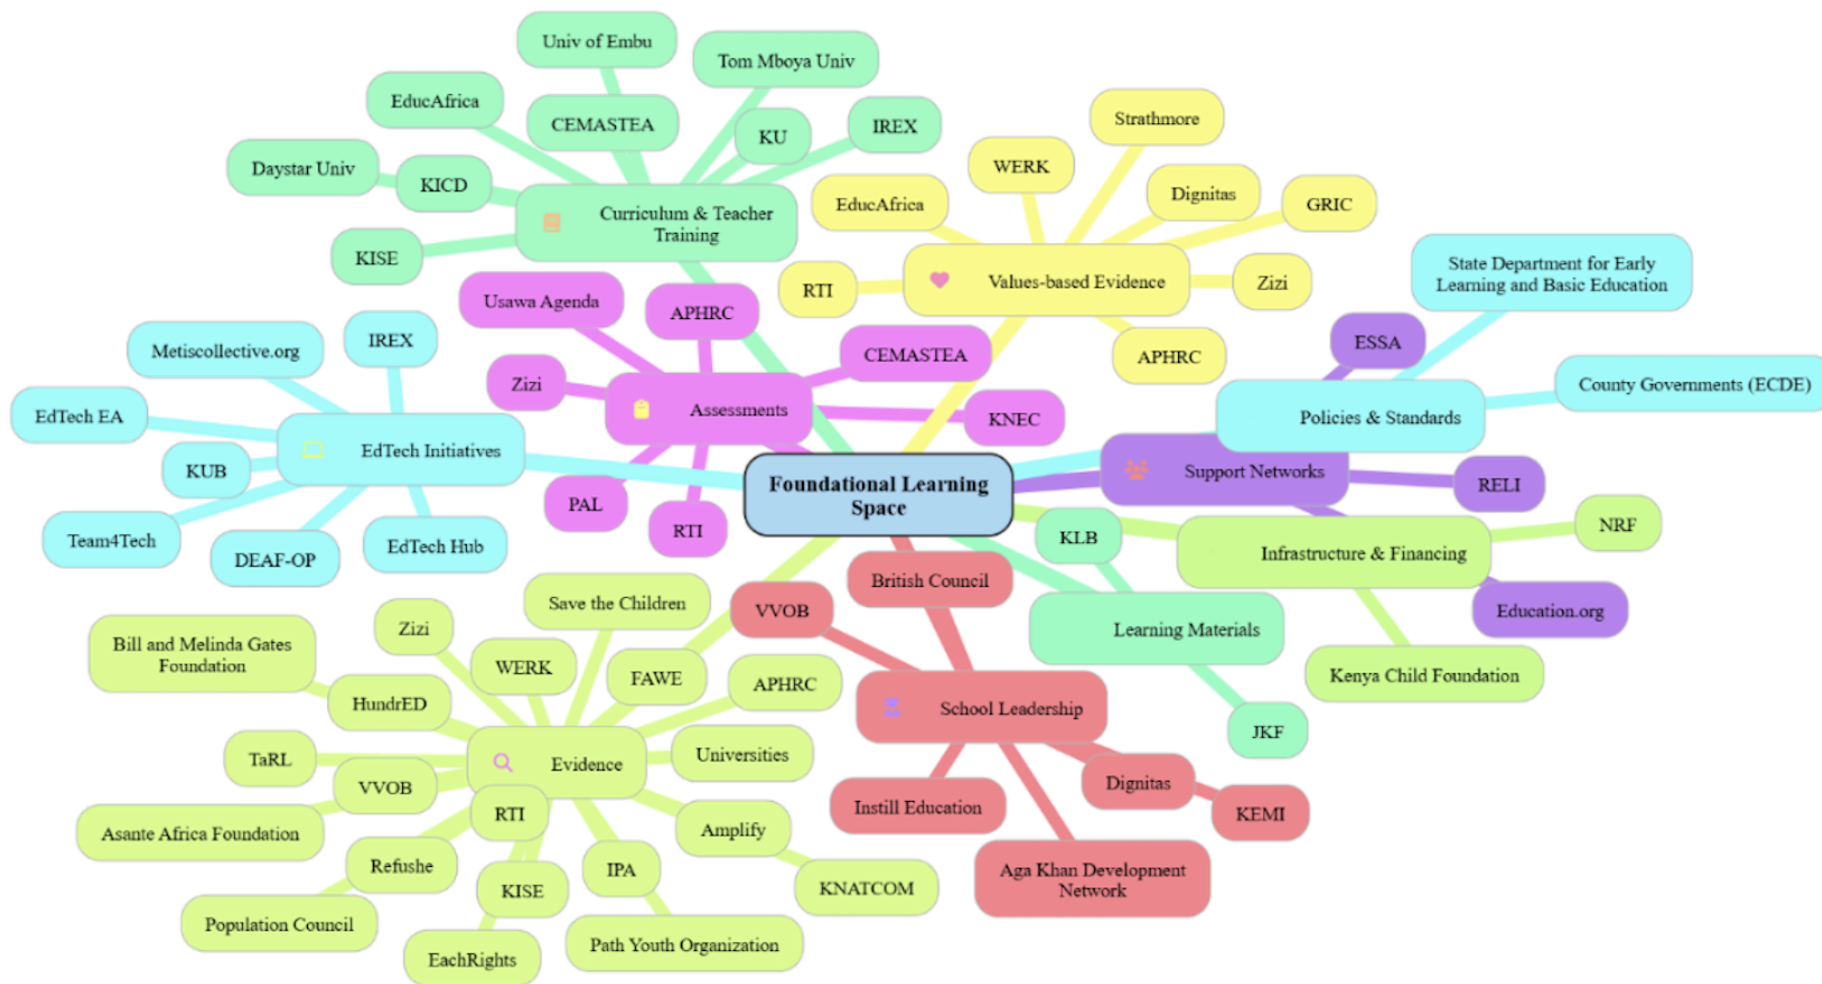 Univ of Embu
Tom Mboya Univ
EducAfrica
CEMASTEA
KU
IREX
Daystar Univ
KICD
Curriculum & Teacher
Training
KISE
Strathmore
WERK
EducAfrica
Dignitas
GRIC
RTI
Values-based Evidence
Zizi
APHRC
State Department for Early
Learning and Basic Education
ESSA
County Governments (ECDE)
Policies & Standards
Support Networks
RELI
Usawa Agenda
APHRC
CEMASTEA
Zizi
Assessments
KNEC
PAL
RTI
Metiscollective.org
IREX
EdTech EA
EdTech Initiatives
KUB
Team4Tech
DEAF-OP
EdTech Hub
Foundational Learning
Space
NRF
KLB
Infrastructure & Financing
Education.org
Kenya Child Foundation
Learning Materials
JKF
British Council
VVOB
School Leadership
Instill Education
Dignitas
KEMI
Aga Khan Development
Network
Save the Children
Zizi
Bill and Melinda Gates
Foundation
WERK
FAWE
APHRC
HundrED
TaRL
Evidence
Universities
VVOB
RTI
Asante Africa Foundation
Amplify
Refushe
KISE
IPA
KNATCOM
Population Council
EachRights
Path Youth Organization